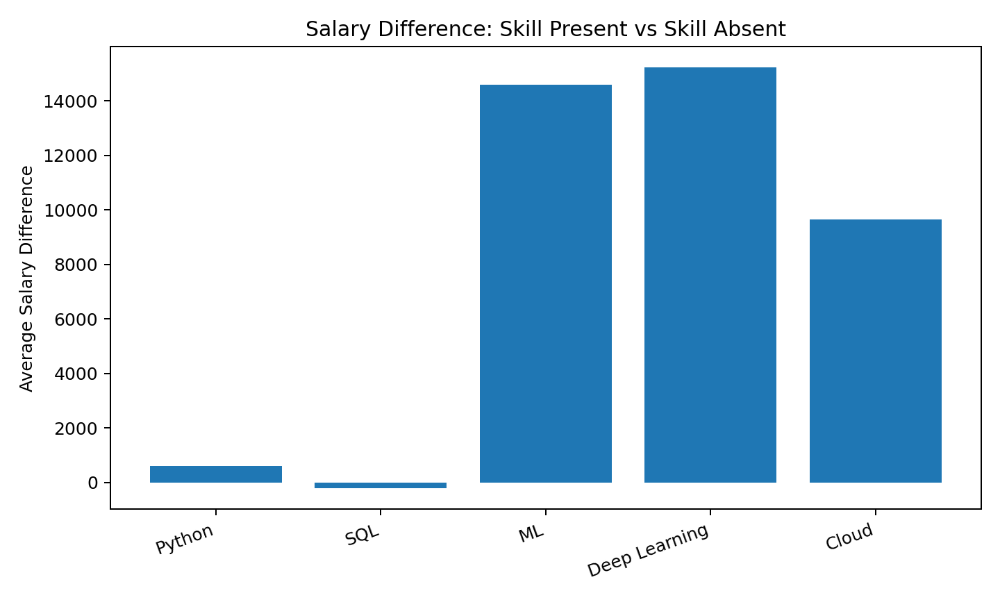 Salary Difference: Skill Present vs Skill Absent
Average Salary Difference
14000
12000
10000
8000
6000
4000
2000
0
Python
SQL
ML
Deep Learning
Cloud